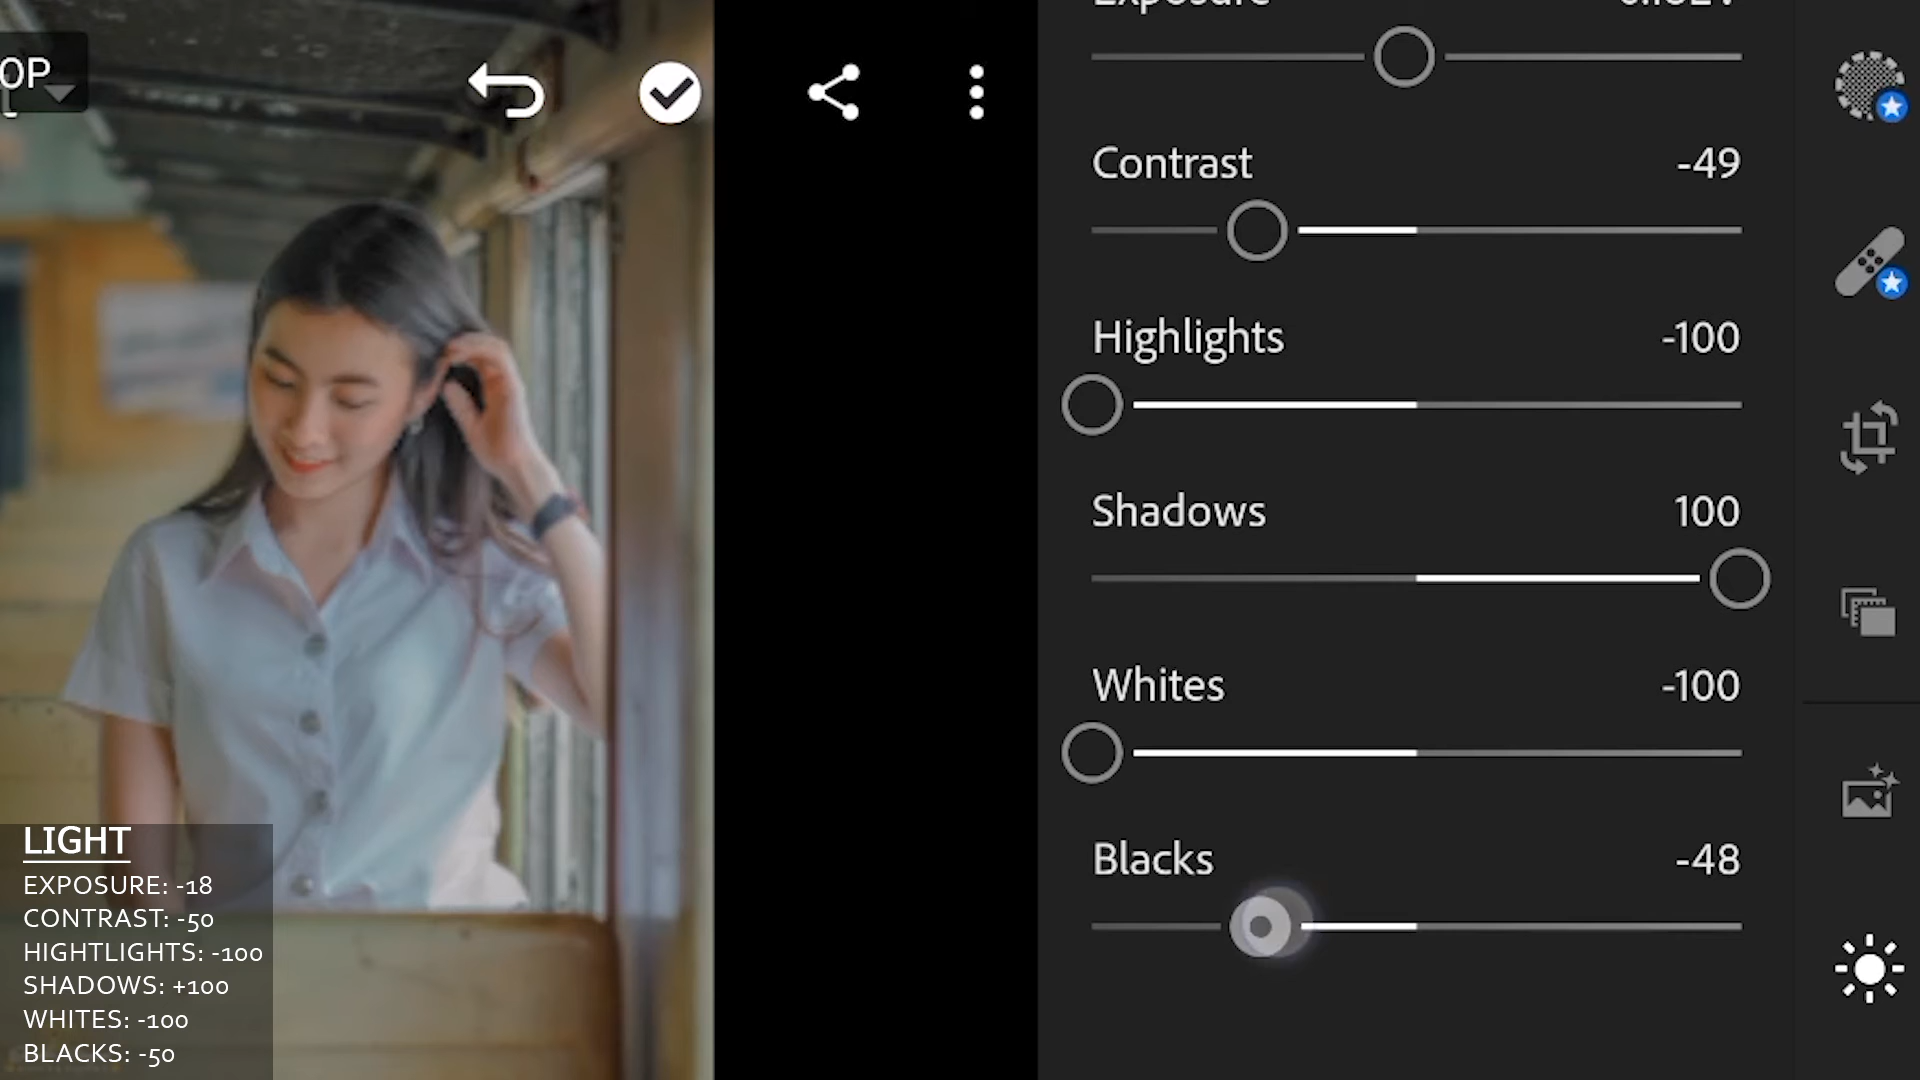 OP
Exposure
Contrast -49
Highlights -100
Shadows 100
Whites -100
Blacks -48
LIGHT
EXPOSURE: -18
CONTRAST: -50
HIGHTLIGHTS: -100
SHADOWS: +100
WHITES: -100
BLACKS: -50